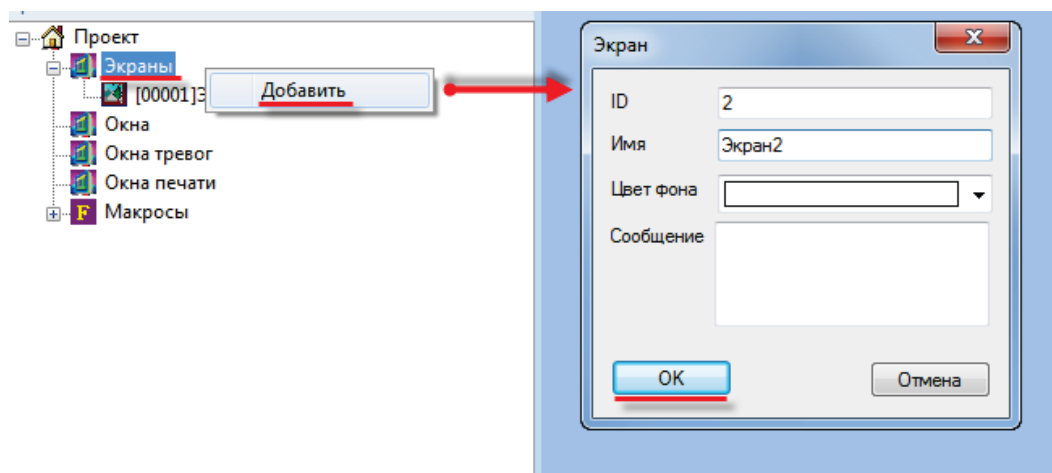 Проект
Экраны
[00001]Э
Добавить
Окна
Окна тревог
Окна печати
F Макросы
Экран
ID 2
Имя Экран2
Цвет фона
Сообщение
OK Отмена